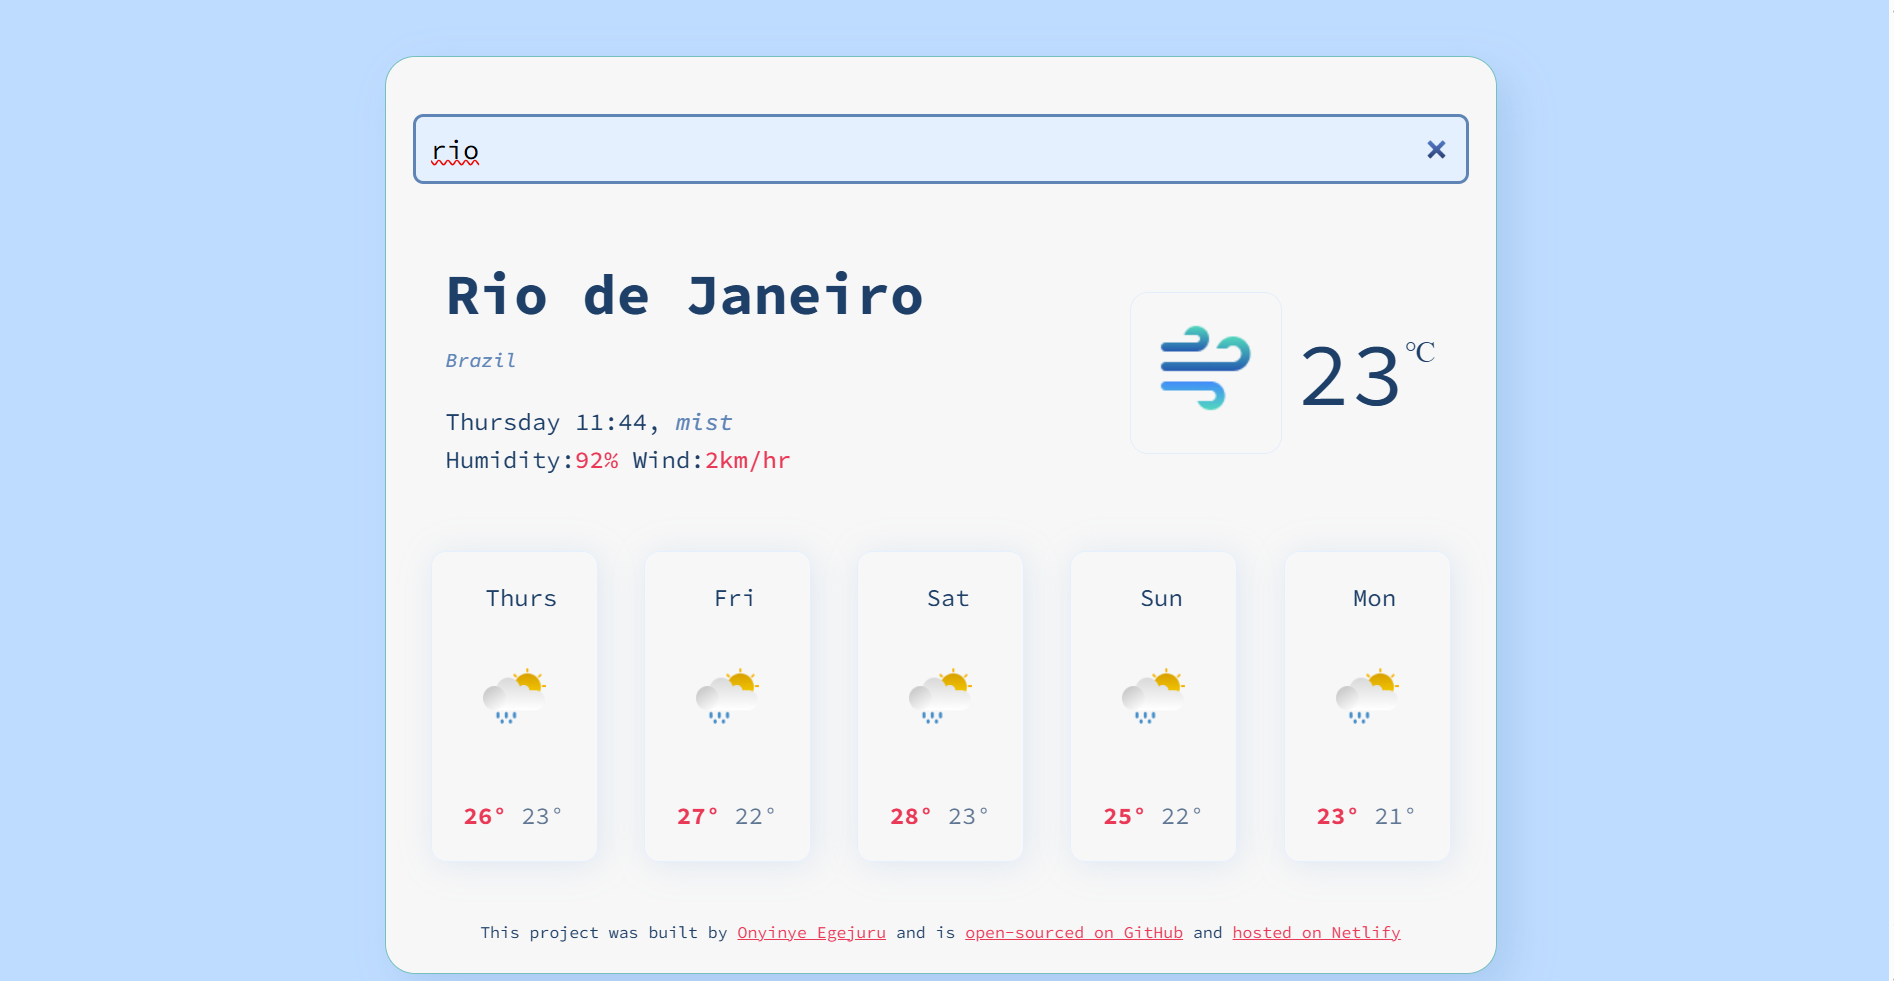 rio
Rio de Janeiro
Brazil
23℃
Thursday 11:44, mist
Humidity:92% Wind:2km/hr
Thurs Fri Sat Sun Mon
26° 23° 27° 22° 28° 23° 25° 22° 23° 21°
This project was built by Onyinye Egejuru and is open-sourced on GitHub and hosted on Netlify